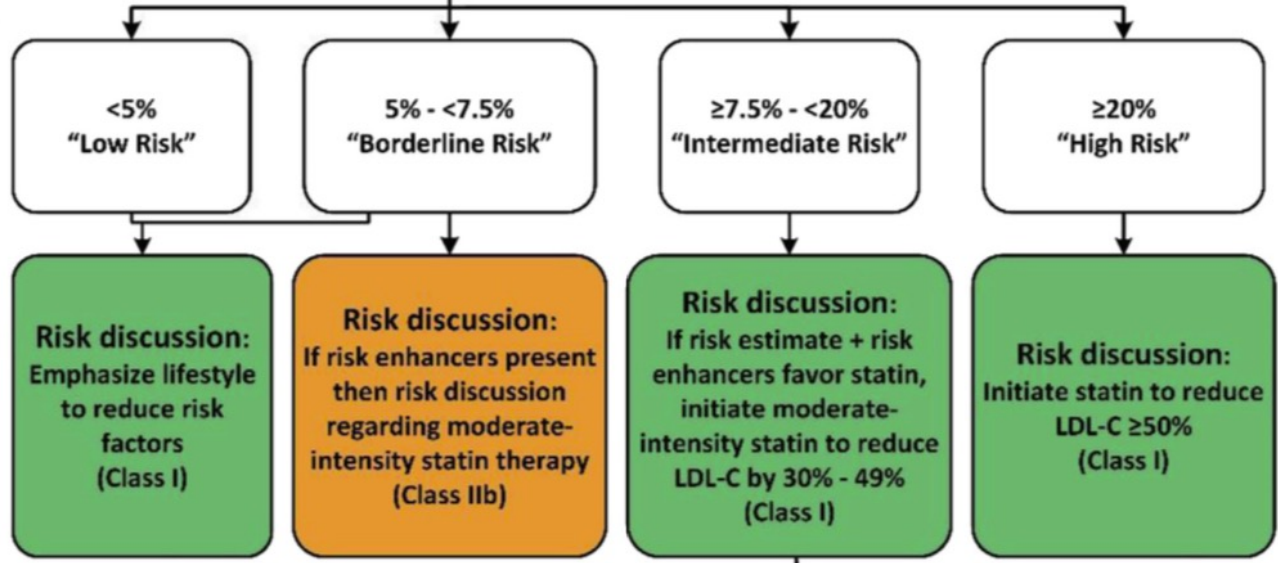 <5%
“Low Risk”
5% - <7.5%
“Borderline Risk”
≥7.5% - <20%
“Intermediate Risk”
≥20%
“High Risk”
Risk discussion:
Emphasize lifestyle
to reduce risk
factors
(Class I)
Risk discussion:
If risk enhancers present
then risk discussion
regarding moderate-
intensity statin therapy
(Class IIb)
Risk discussion:
If risk estimate + risk
enhancers favor statin,
initiate moderate-
intensity statin to reduce
LDL-C by 30% - 49%
(Class I)
Risk discussion:
Initiate statin to reduce
LDL-C ≥50%
(Class I)